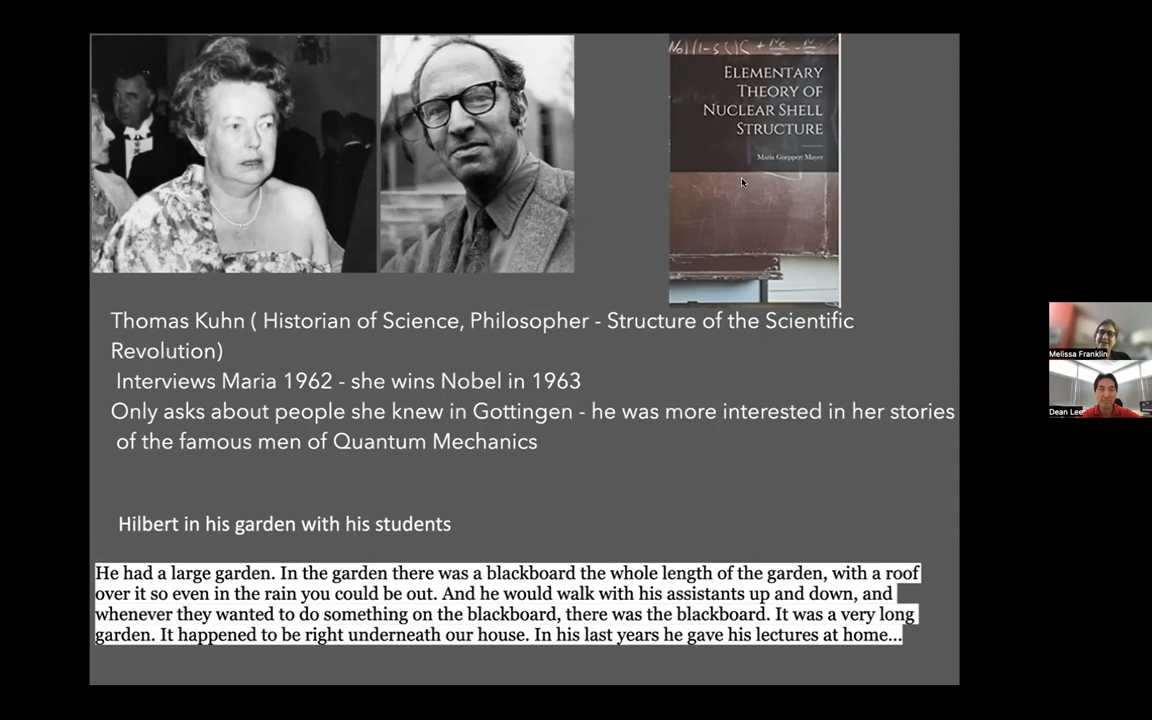 ELEMENTARY
THEORY OF
NUCLEAR SHELL
STRUCTURE
Maria Goeppert Mayer
Thomas Kuhn ( Historian of Science, Philosopher - Structure of the Scientific
Revolution)
Interviews Maria 1962 - she wins Nobel in 1963
Only asks about people she knew in Gottingen - he was more interested in her stories
of the famous men of Quantum Mechanics
Melissa Franklin
Dean Lee
Hilbert in his garden with his students
He had a large garden. In the garden there was a blackboard the whole length of the garden, with a roof
over it so even in the rain you could be out. And he would walk with his assistants up and down, and
whenever they wanted to do something on the blackboard, there was the blackboard. It was a very long
garden. It happened to be right underneath our house. In his last years he gave his lectures at home...